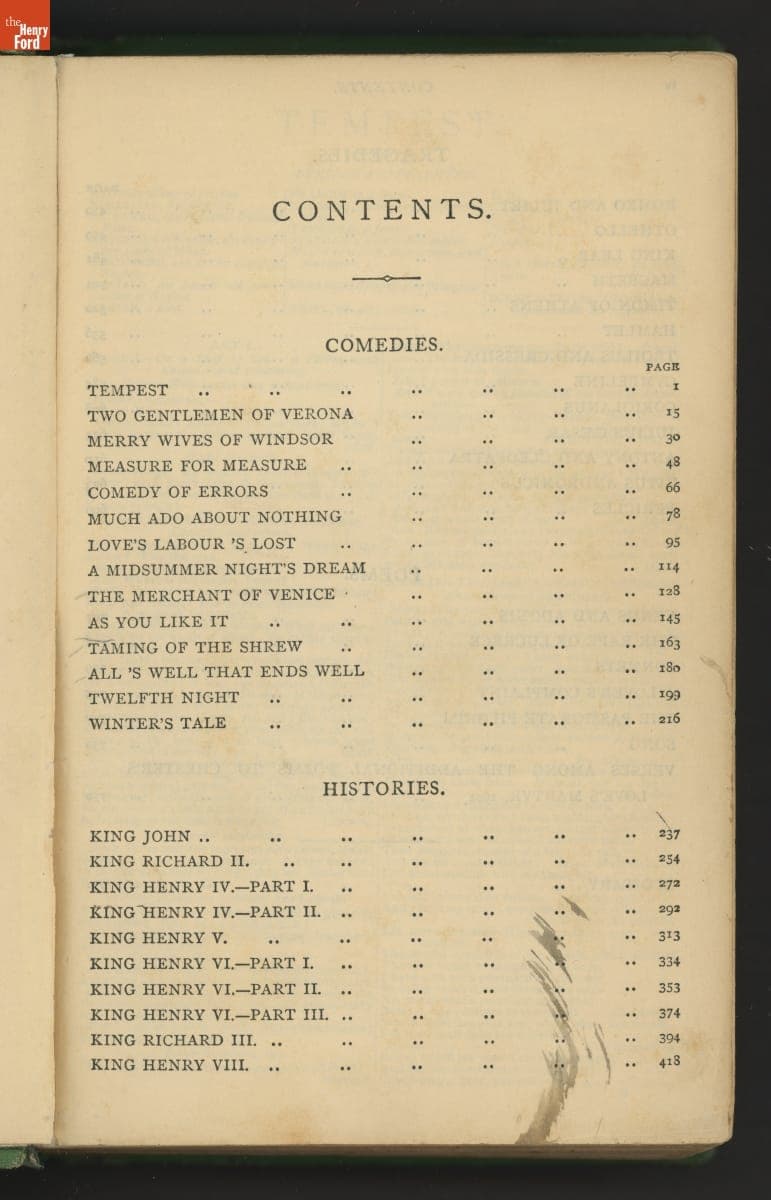 the
Henry
Ford
CONTENTS.
COMEDIES.
PAGE
TEMPEST .. .. .. .. .. .. .. 1
TWO GENTLEMEN OF VERONA .. .. .. .. 15
MERRY WIVES OF WINDSOR .. .. .. .. 30
MEASURE FOR MEASURE .. .. .. .. .. 48
COMEDY OF ERRORS .. .. .. .. .. 66
MUCH ADO ABOUT NOTHING .. .. .. .. 78
LOVE'S LABOUR 'S LOST .. .. .. .. .. 95
A MIDSUMMER NIGHT'S DREAM .. .. .. .. 114
THE MERCHANT OF VENICE .. .. .. .. 128
AS YOU LIKE IT .. .. .. .. .. .. 145
TAMING OF THE SHREW .. .. .. .. .. 163
ALL 'S WELL THAT ENDS WELL .. .. .. .. 180
TWELFTH NIGHT .. .. .. .. .. .. 199
WINTER'S TALE .. .. .. .. .. .. 216
HISTORIES.
KING JOHN .. .. .. .. .. .. .. 237
KING RICHARD II. .. .. .. .. .. .. 254
KING HENRY IV.—PART I. .. .. .. .. .. 272
KING HENRY IV.—PART II. .. .. .. .. .. 292
KING HENRY V. .. .. .. .. .. .. 313
KING HENRY VI.—PART I. .. .. .. .. .. 334
KING HENRY VI.—PART II. .. .. .. .. .. 353
KING HENRY VI.—PART III. .. .. .. .. .. 374
KING RICHARD III. .. .. .. .. .. .. 394
KING HENRY VIII. .. .. .. .. .. .. 418